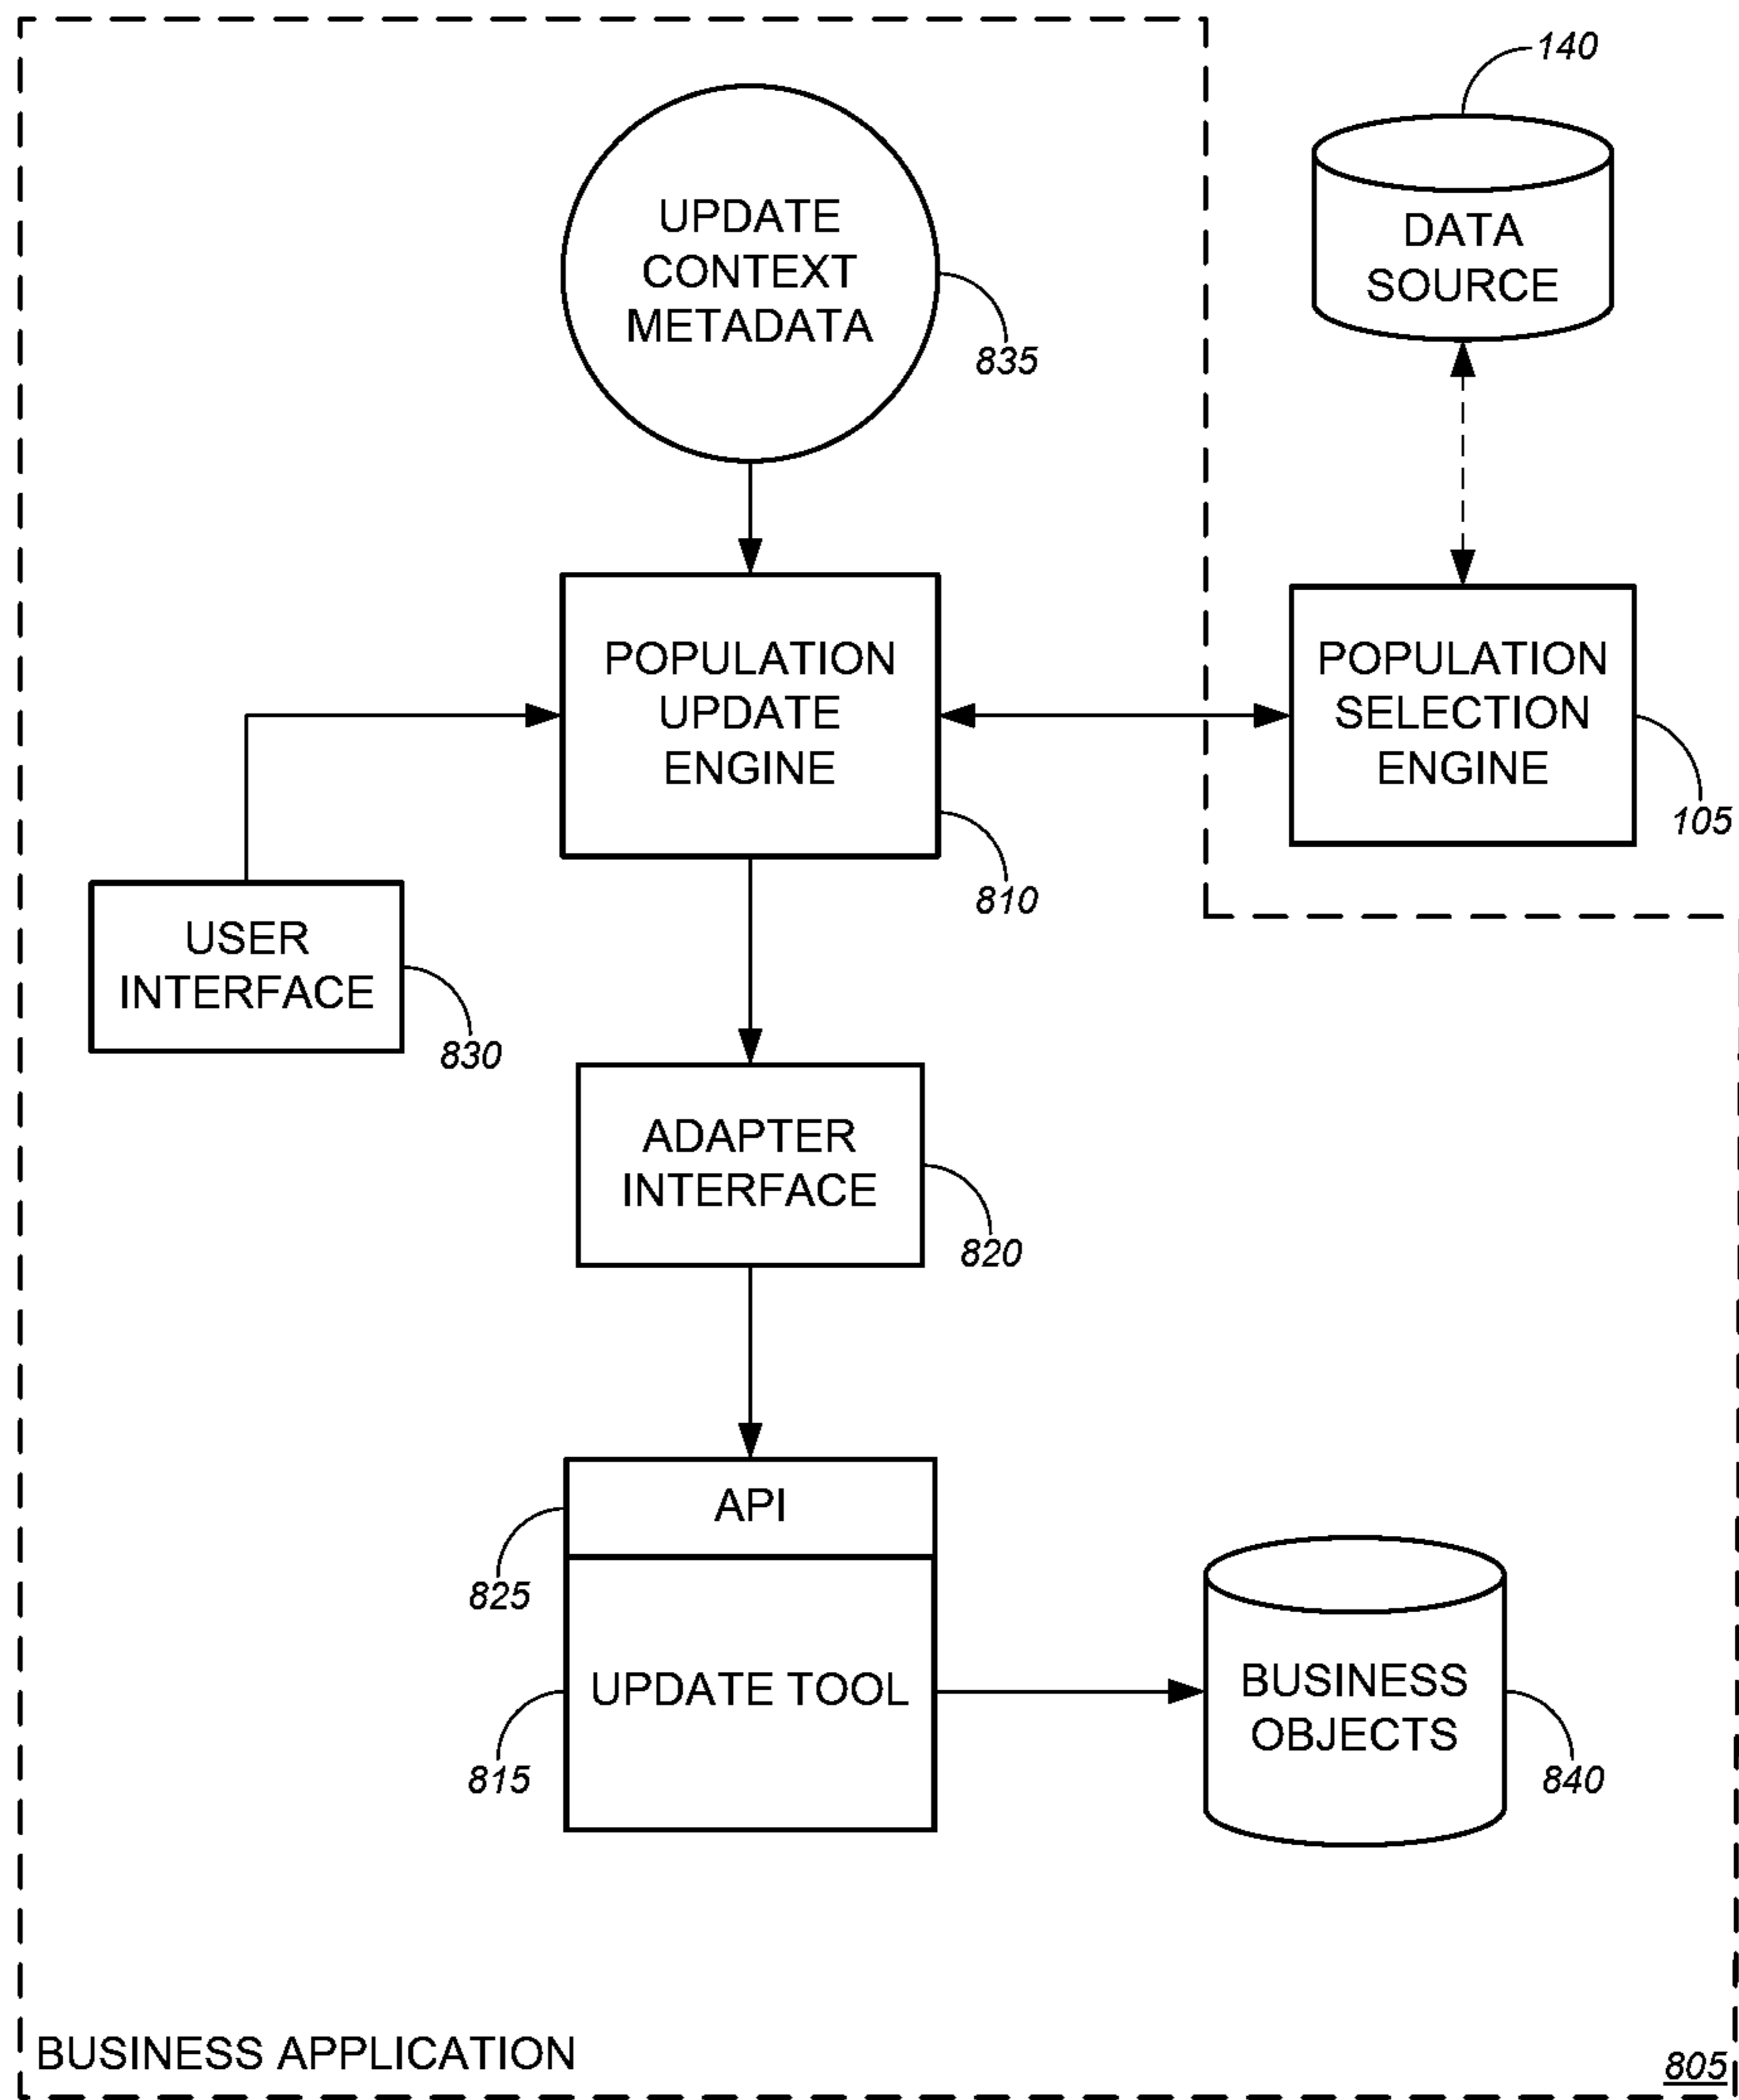 140
UPDATE
CONTEXT
METADATA
835
DATA
SOURCE
POPULATION
UPDATE
ENGINE
810
POPULATION
SELECTION
ENGINE
105
USER
INTERFACE
830
ADAPTER
INTERFACE
820
API
825
UPDATE TOOL
815
BUSINESS
OBJECTS
840
BUSINESS APPLICATION
805